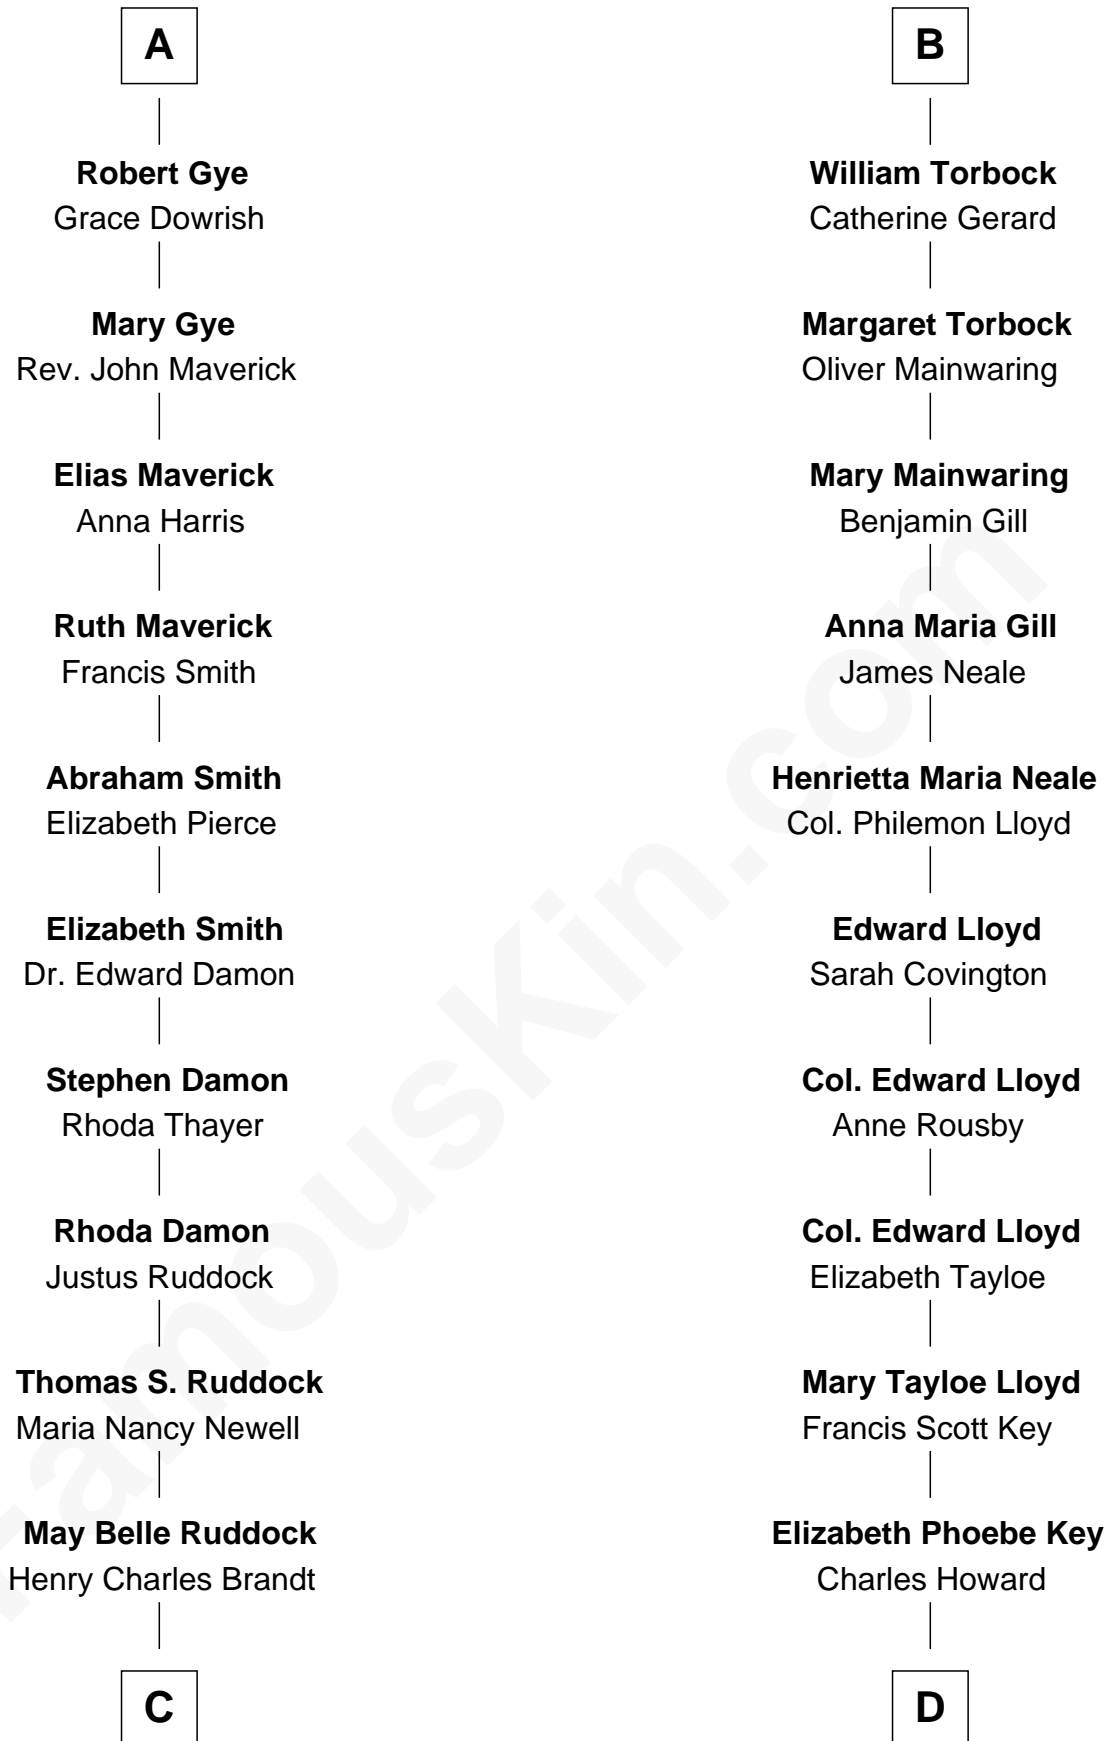 A
Robert Gye
Grace Dowrish
Mary Gye
Rev. John Maverick
Elias Maverick
Anna Harris
Ruth Maverick
Francis Smith
Abraham Smith
Elizabeth Pierce
Elizabeth Smith
Dr. Edward Damon
Stephen Damon
Rhoda Thayer
Rhoda Damon
Justus Ruddock
Thomas S. Ruddock
Maria Nancy Newell
May Belle Ruddock
Henry Charles Brandt
C
B
William Torbock
Catherine Gerard
Margaret Torbock
Oliver Mainwaring
Mary Mainwaring
Benjamin Gill
Anna Maria Gill
James Neale
Henrietta Maria Neale
Col. Philemon Lloyd
Edward Lloyd
Sarah Covington
Col. Edward Lloyd
Anne Rousby
Col. Edward Lloyd
Elizabeth Tayloe
Mary Tayloe Lloyd
Francis Scott Key
Elizabeth Phoebe Key
Charles Howard
D
FamousKin.com